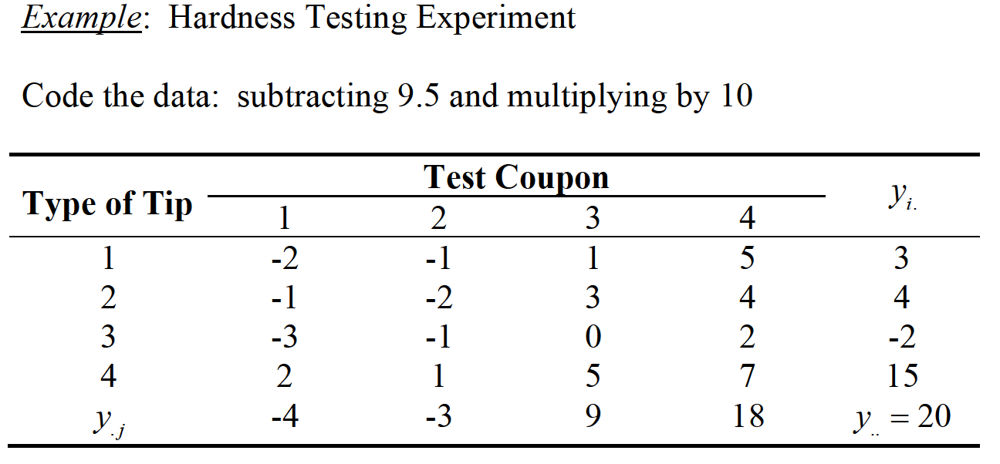 Example: Hardness Testing Experiment
Code the data: subtracting 9.5 and multiplying by 10
Type of Tip Test Coupon y_{i.}
1 2 3 4
1 -2 -1 1 5 3
2 -1 -2 3 4 4
3 -3 -1 0 2 -2
4 2 1 5 7 15
y_{.j} -4 -3 9 18 y_{..} = 20